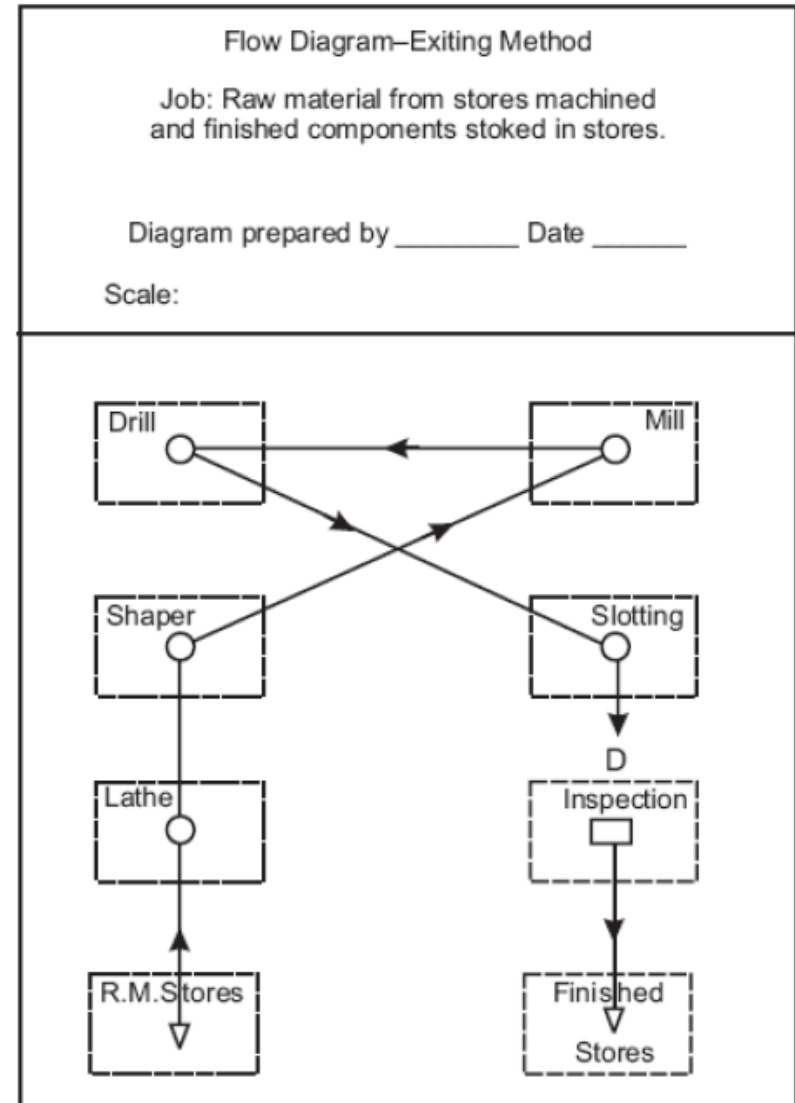 Flow Diagram–Exiting Method
Job: Raw material from stores machined
and finished components stoked in stores.
Diagram prepared by ________ Date ______
Scale:
Drill
Mill
Shaper
Slotting
D
Lathe
Inspection
R.M.Stores
Finished
Stores